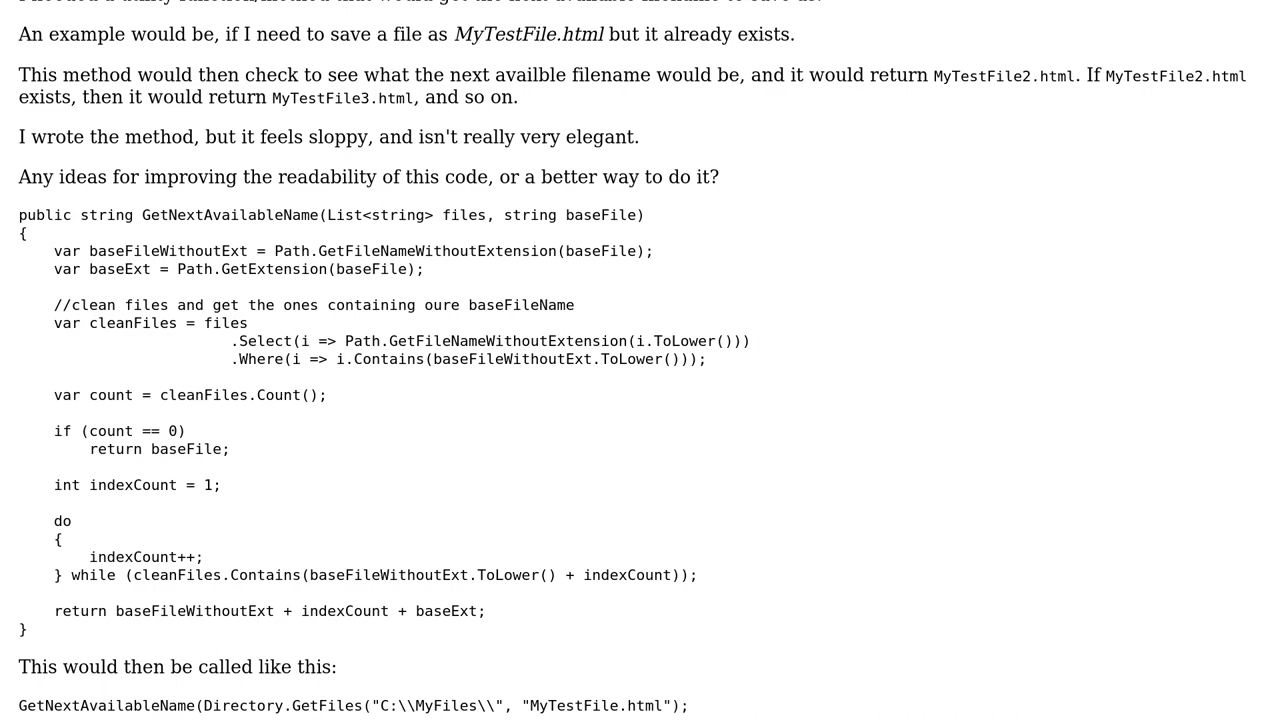 An example would be, if I need to save a file as MyTestFile.html but it already exists.
This method would then check to see what the next availble filename would be, and it would return MyTestFile2.html. If MyTestFile2.html
exists, then it would return MyTestFile3.html, and so on.
I wrote the method, but it feels sloppy, and isn't really very elegant.
Any ideas for improving the readability of this code, or a better way to do it?
public string GetNextAvailableName(List<string> files, string baseFile)
{
    var baseFileWithoutExt = Path.GetFileNameWithoutExtension(baseFile);
    var baseExt = Path.GetExtension(baseFile);
    //clean files and get the ones containing oure baseFileName
    var cleanFiles = files
                        .Select(i => Path.GetFileNameWithoutExtension(i.ToLower()))
                        .Where(i => i.Contains(baseFileWithoutExt.ToLower()));
    var count = cleanFiles.Count();
    if (count == 0)
        return baseFile;
    int indexCount = 1;
    do
    {
        indexCount++;
    } while (cleanFiles.Contains(baseFileWithoutExt.ToLower() + indexCount));
    return baseFileWithoutExt + indexCount + baseExt;
}
This would then be called like this:
GetNextAvailableName(Directory.GetFiles("C:\\MyFiles\\", "MyTestFile.html");